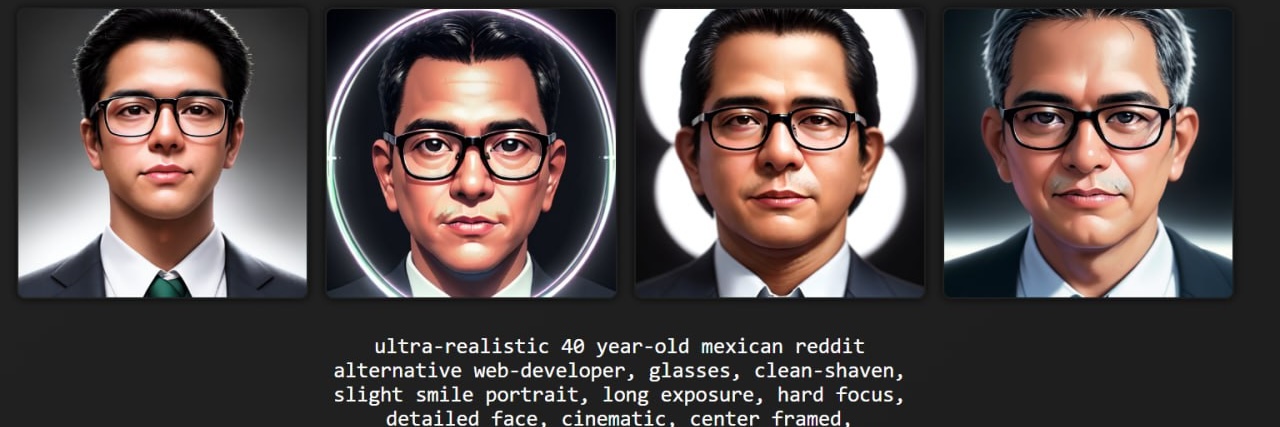 ultra-realistic 40 year-old mexican reddit
alternative web-developer, glasses, clean-shaven,
slight smile portrait, long exposure, hard focus,
detailed face, cinematic, center framed,